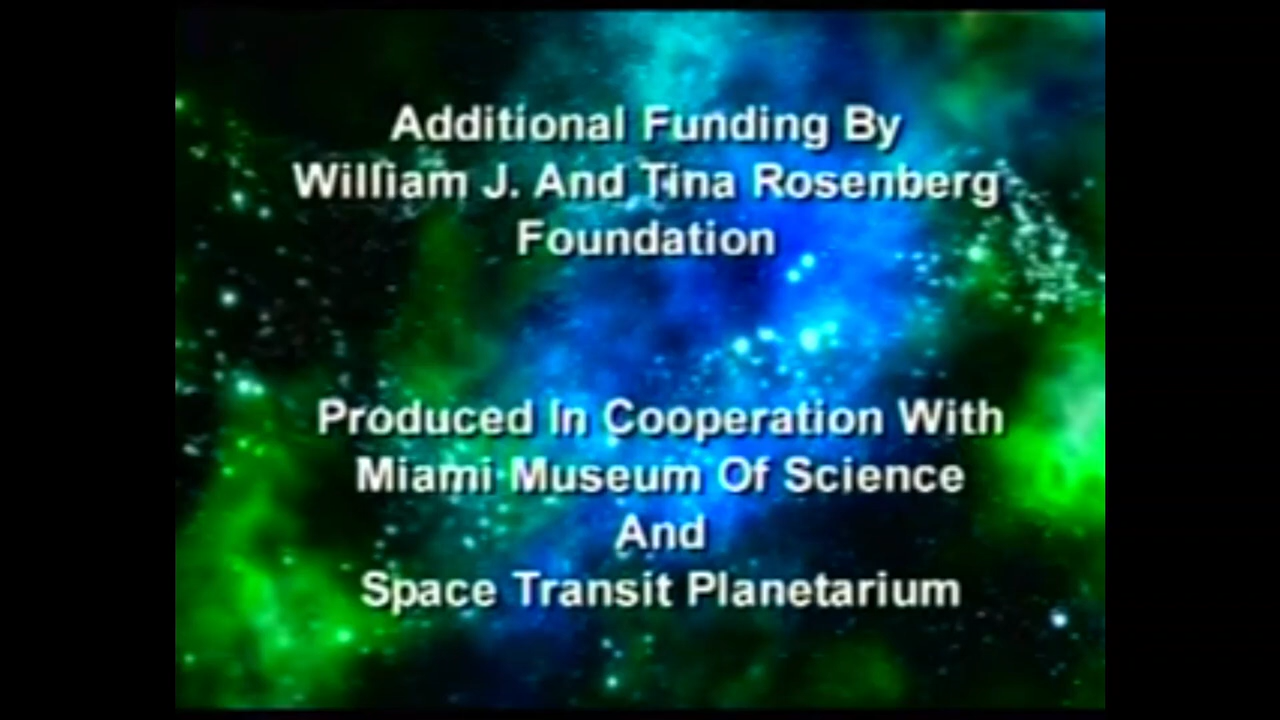 Additional Funding By
William J. And Tina Rosenberg
Foundation
Produced In Cooperation With
Miami Museum Of Science
And
Space Transit Planetarium